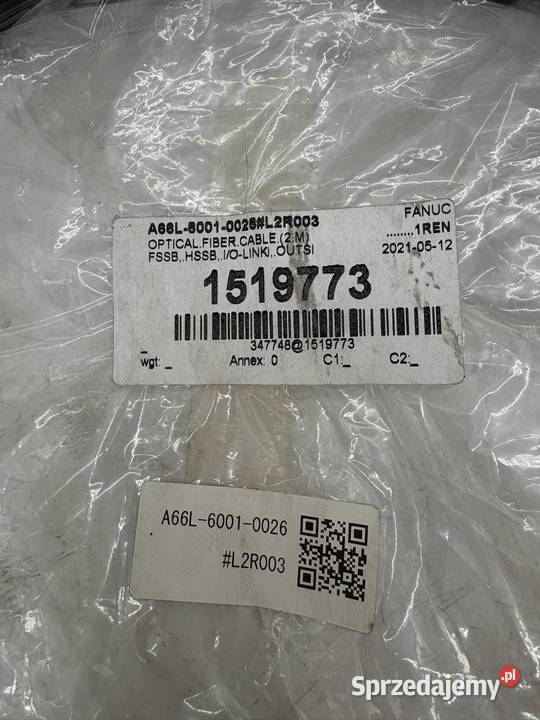 A66L-6001-0026#L2R003 FANUC
OPTICAL.FIBER.CABLE.(2.M) ........1REN
FSSB,.HSSB,.I/O-LINK,.OUTSI 2021-05-12
1519773
347748@1519773
_
wgt: _ Annex: 0 C1:_ C2:_
A66L-6001-0026
#L2R003
Sprzedajemy.pl